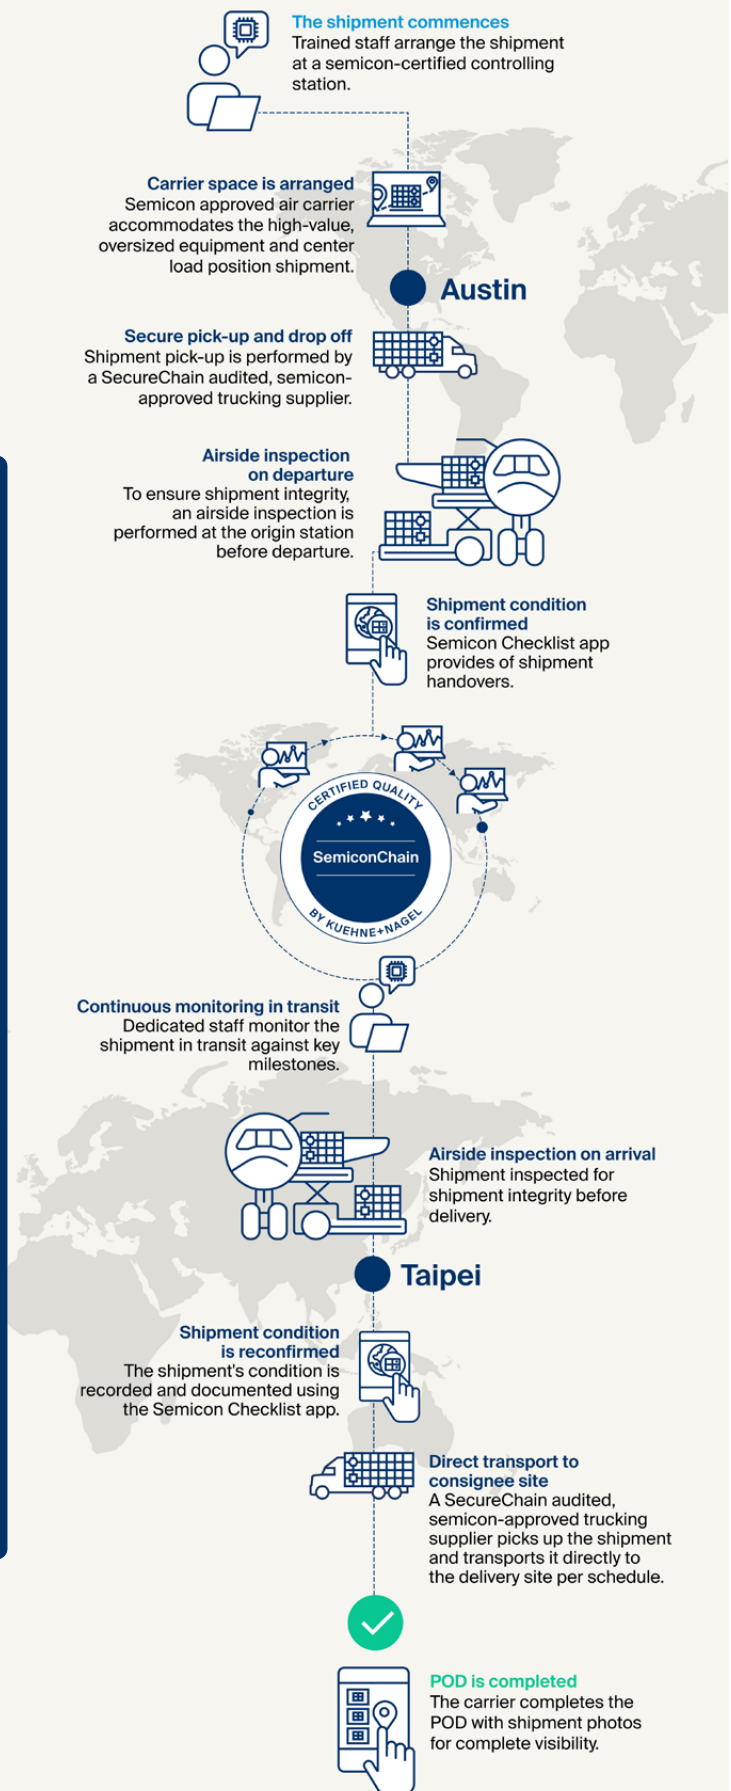 The shipment commences
Trained staff arrange the shipment
at a semicon-certified controlling
station.
Carrier space is arranged
Semicon approved air carrier
accommodates the high-value,
oversized equipment and center
load position shipment.
Austin
Secure pick-up and drop off
Shipment pick-up is performed by
a SecureChain audited, semicon-
approved trucking supplier.
Airside inspection
on departure
To ensure shipment integrity,
an airside inspection is
performed at the origin station
before departure.
Shipment condition
is confirmed
Semicon Checklist app
provides of shipment
handovers.
CERTIFIED QUALITY
SemiconChain
BY KUEHNE+NAGEL
Continuous monitoring in transit
Dedicated staff monitor the
shipment in transit against key
milestones.
Airside inspection on arrival
Shipment inspected for
shipment integrity before
delivery.
Taipei
Shipment condition
is reconfirmed
The shipment's condition is
recorded and documented using
the Semicon Checklist app.
Direct transport to
consignee site
A SecureChain audited,
semicon-approved trucking
supplier picks up the shipment
and transports it directly to
the delivery site per schedule.
POD is completed
The carrier completes the
POD with shipment photos
for complete visibility.